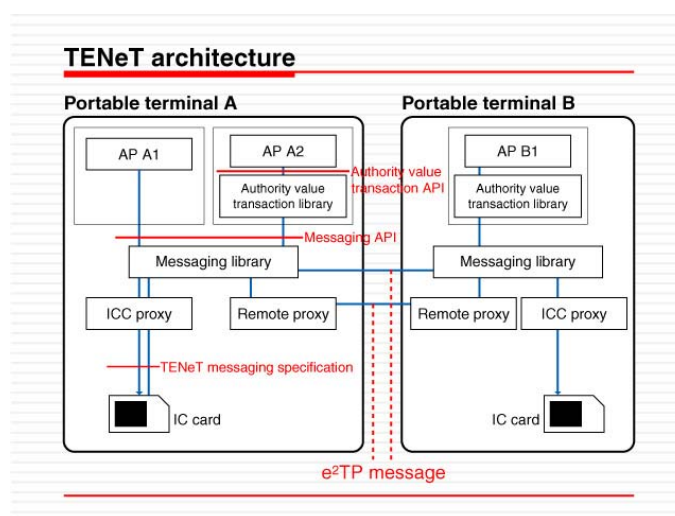 TENeT architecture
Portable terminal A
Portable terminal B
AP A1
AP A2
AP B1
Authority value
transaction API
Authority value
transaction library
Authority value
transaction library
Messaging API
Messaging library
Messaging library
ICC proxy
Remote proxy
Remote proxy
ICC proxy
TENeT messaging specification
IC card
IC card
e²TP message